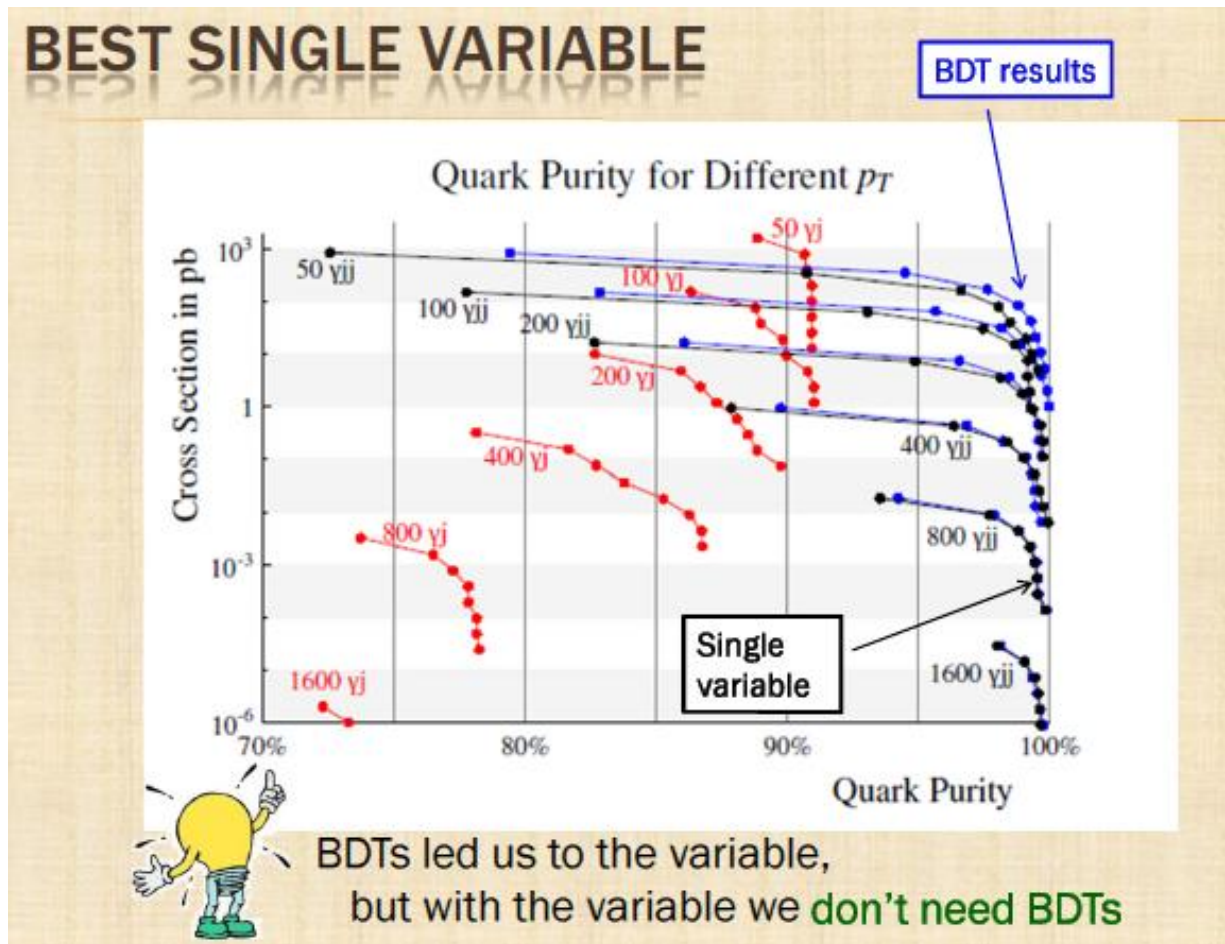 BEST SINGLE VARIABLE
BDT results
Quark Purity for Different pT
Cross Section in pb
10³
1
10⁻³
10⁻⁶
50 γjj
100 γjj
200 γjj
50 γj
100 γj
200 γj
400 γj
400 γjj
800 γj
800 γjj
Single
variable
1600 γj
1600 γjj
70%
80%
90%
100%
Quark Purity
BDTs led us to the variable,
but with the variable we don't need BDTs